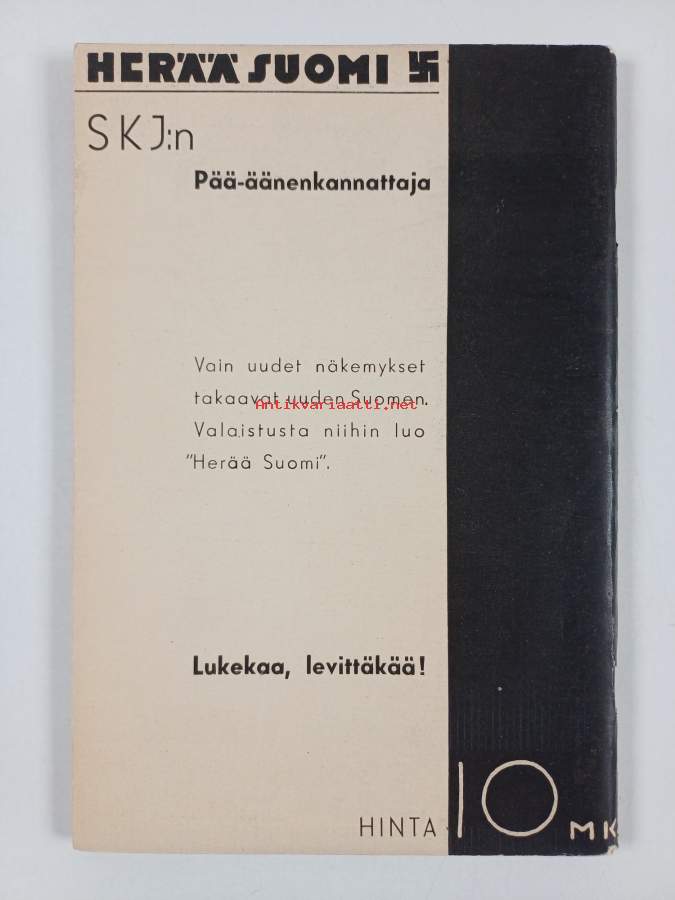 HERÄÄ SUOMI
SKJ:n
Pää-äänenkannattaja
Vain uudet näkemykset
takaavat uuden Suomen.
Antikvariaatti.net
Valaistusta niihin luo
"Herää Suomi".
Lukekaa, levittäkää!
HINTA 10 MK